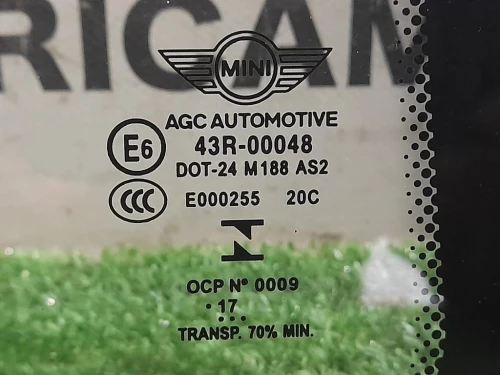 RICAM
MINI
AGC AUTOMOTIVE
E6 43R-00048
DOT-24 M188 AS2
CCC E000255 20C
OCP N° 0009
. 17 .
...
TRANSP. 70% MIN.